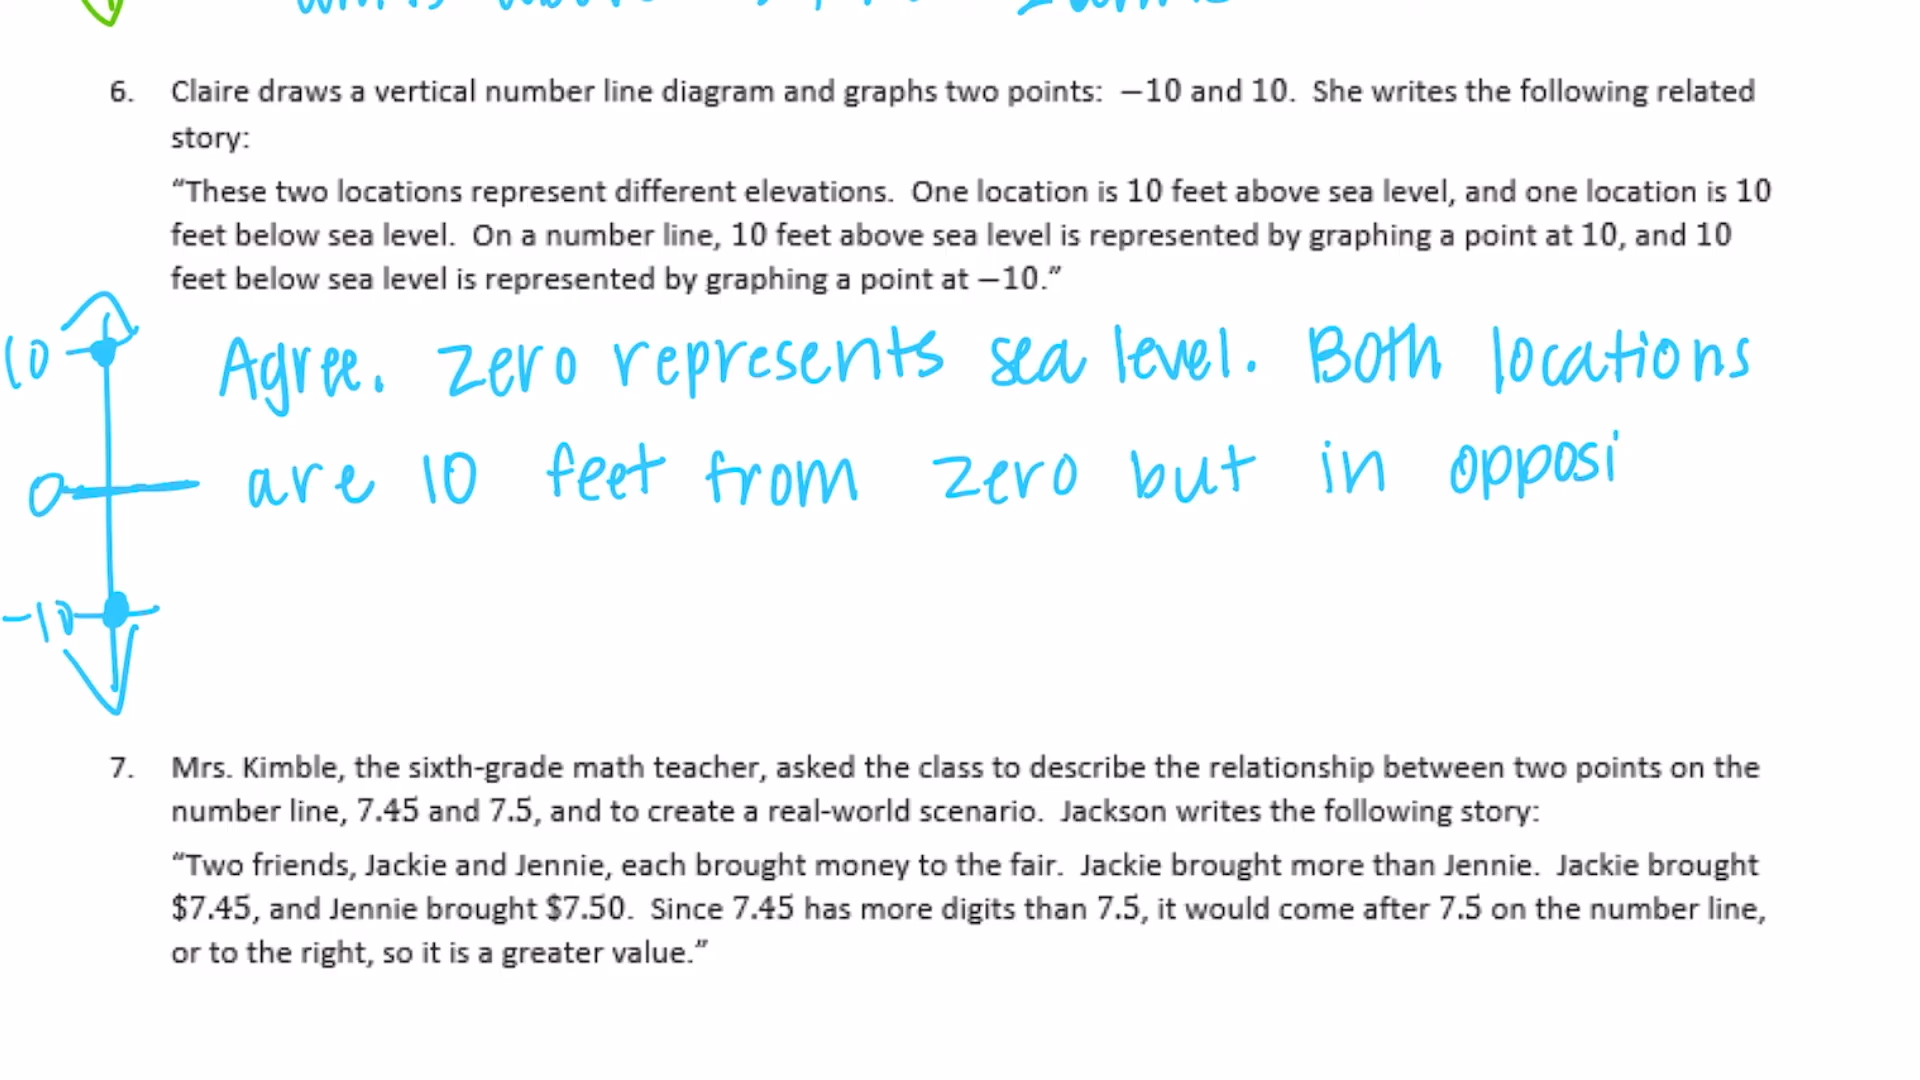 6. Claire draws a vertical number line diagram and graphs two points: −10 and 10. She writes the following related
story:
“These two locations represent different elevations. One location is 10 feet above sea level, and one location is 10
feet below sea level. On a number line, 10 feet above sea level is represented by graphing a point at 10, and 10
feet below sea level is represented by graphing a point at −10.”
10
Agree. Zero represents sea level. Both locations
0
are 10 feet from zero but in opposi
-10
7. Mrs. Kimble, the sixth-grade math teacher, asked the class to describe the relationship between two points on the
number line, 7.45 and 7.5, and to create a real-world scenario. Jackson writes the following story:
“Two friends, Jackie and Jennie, each brought money to the fair. Jackie brought more than Jennie. Jackie brought
$7.45, and Jennie brought $7.50. Since 7.45 has more digits than 7.5, it would come after 7.5 on the number line,
or to the right, so it is a greater value.”